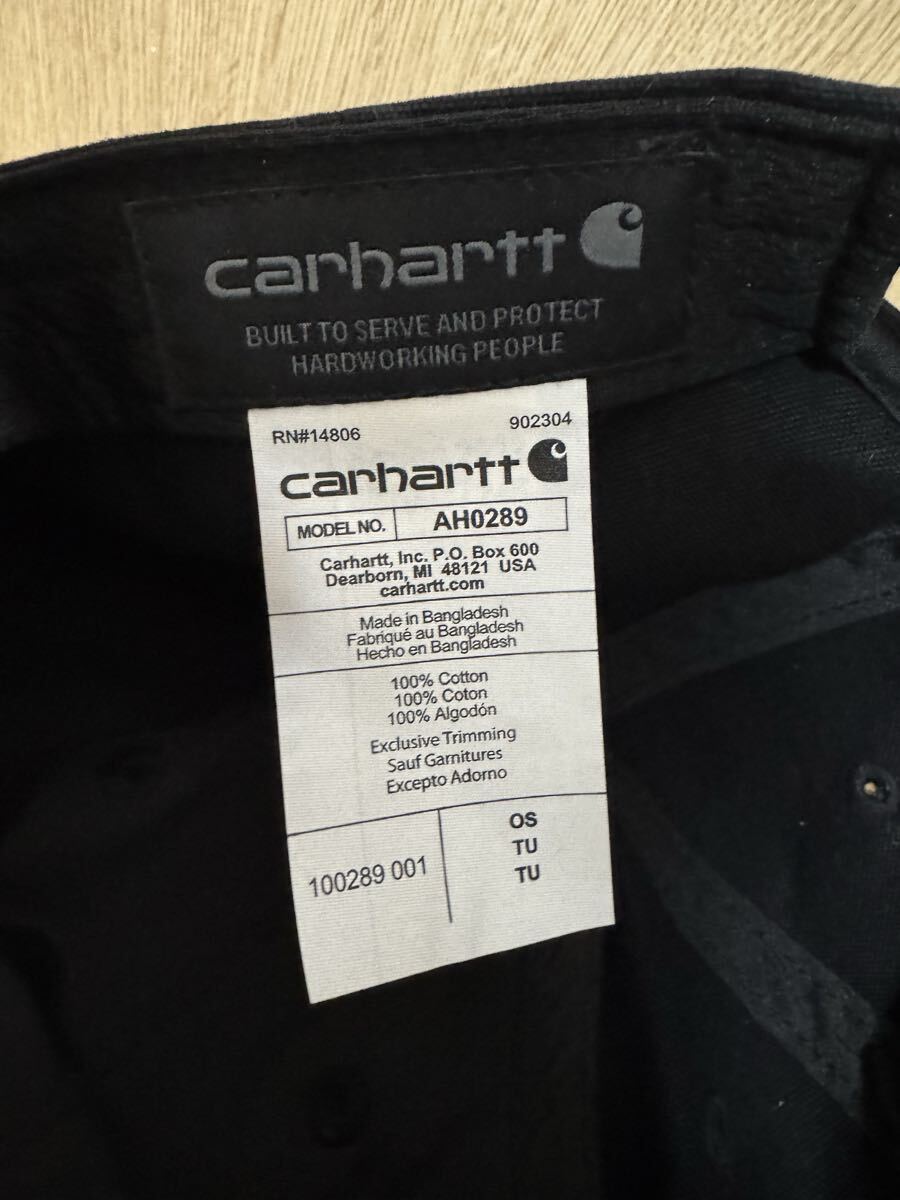 carhartt
BUILT TO SERVE AND PROTECT
HARDWORKING PEOPLE
RN#14806
902304
carhartt
MODEL NO.
AH0289
Carhartt, Inc. P.O. Box 600
Dearborn, MI 48121 USA
carhartt.com
Made in Bangladesh
Fabriqué au Bangladesh
Hecho en Bangladesh
100% Cotton
100% Coton
100% Algodón
Exclusive Trimming
Sauf Garnitures
Excepto Adorno
100289 001
OS
TU
TU